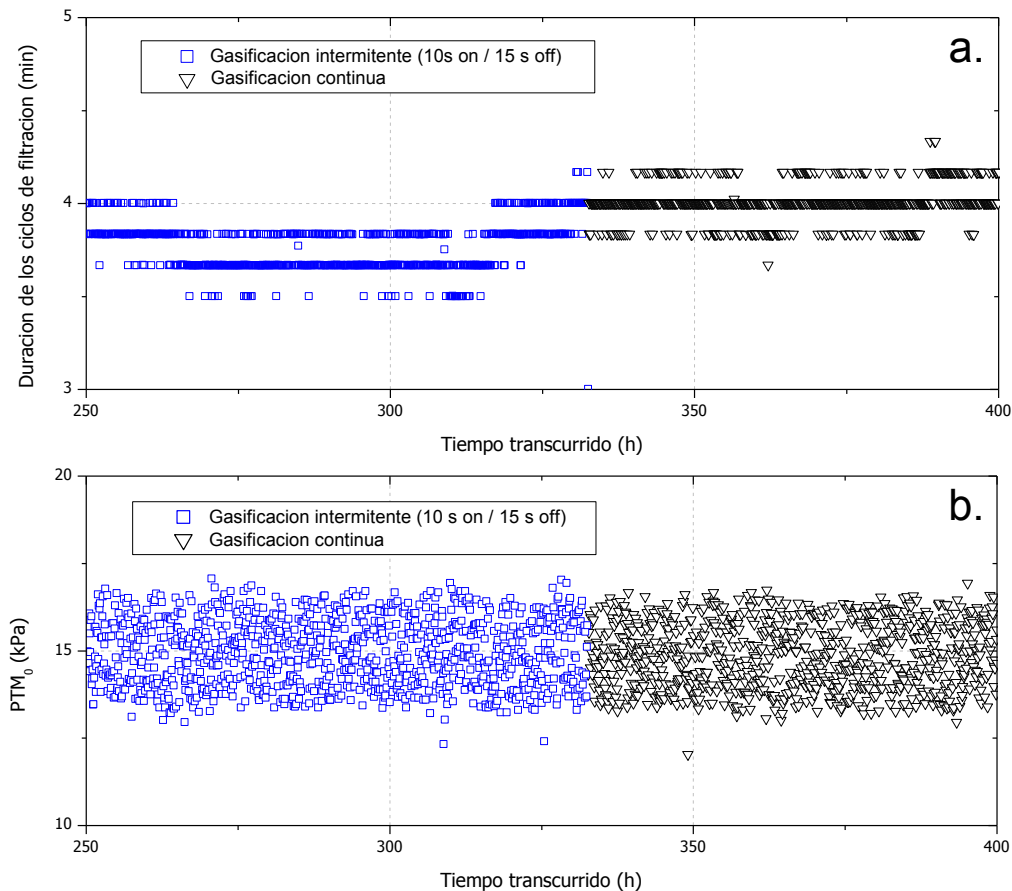 5
a.
Gasificacion intermitente (10s on / 15 s off)
Gasificacion continua
Duracion de los ciclos de filtracion (min)
4
3
250
300
350
400
Tiempo transcurrido (h)
20
b.
Gasificacion intermitente (10 s on / 15 s off)
Gasificacion continua
PTM₀ (kPa)
15
10
250
300
350
400
Tiempo transcurrido (h)